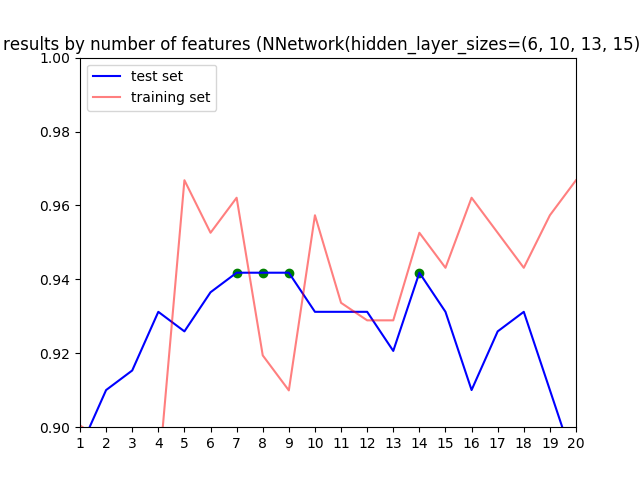 results by number of features (NNetwork(hidden_layer_sizes=(6, 10, 13, 15)
test set
training set
1.00
0.98
0.96
0.94
0.92
0.90
1 2 3 4 5 6 7 8 9 10 11 12 13 14 15 16 17 18 19 20